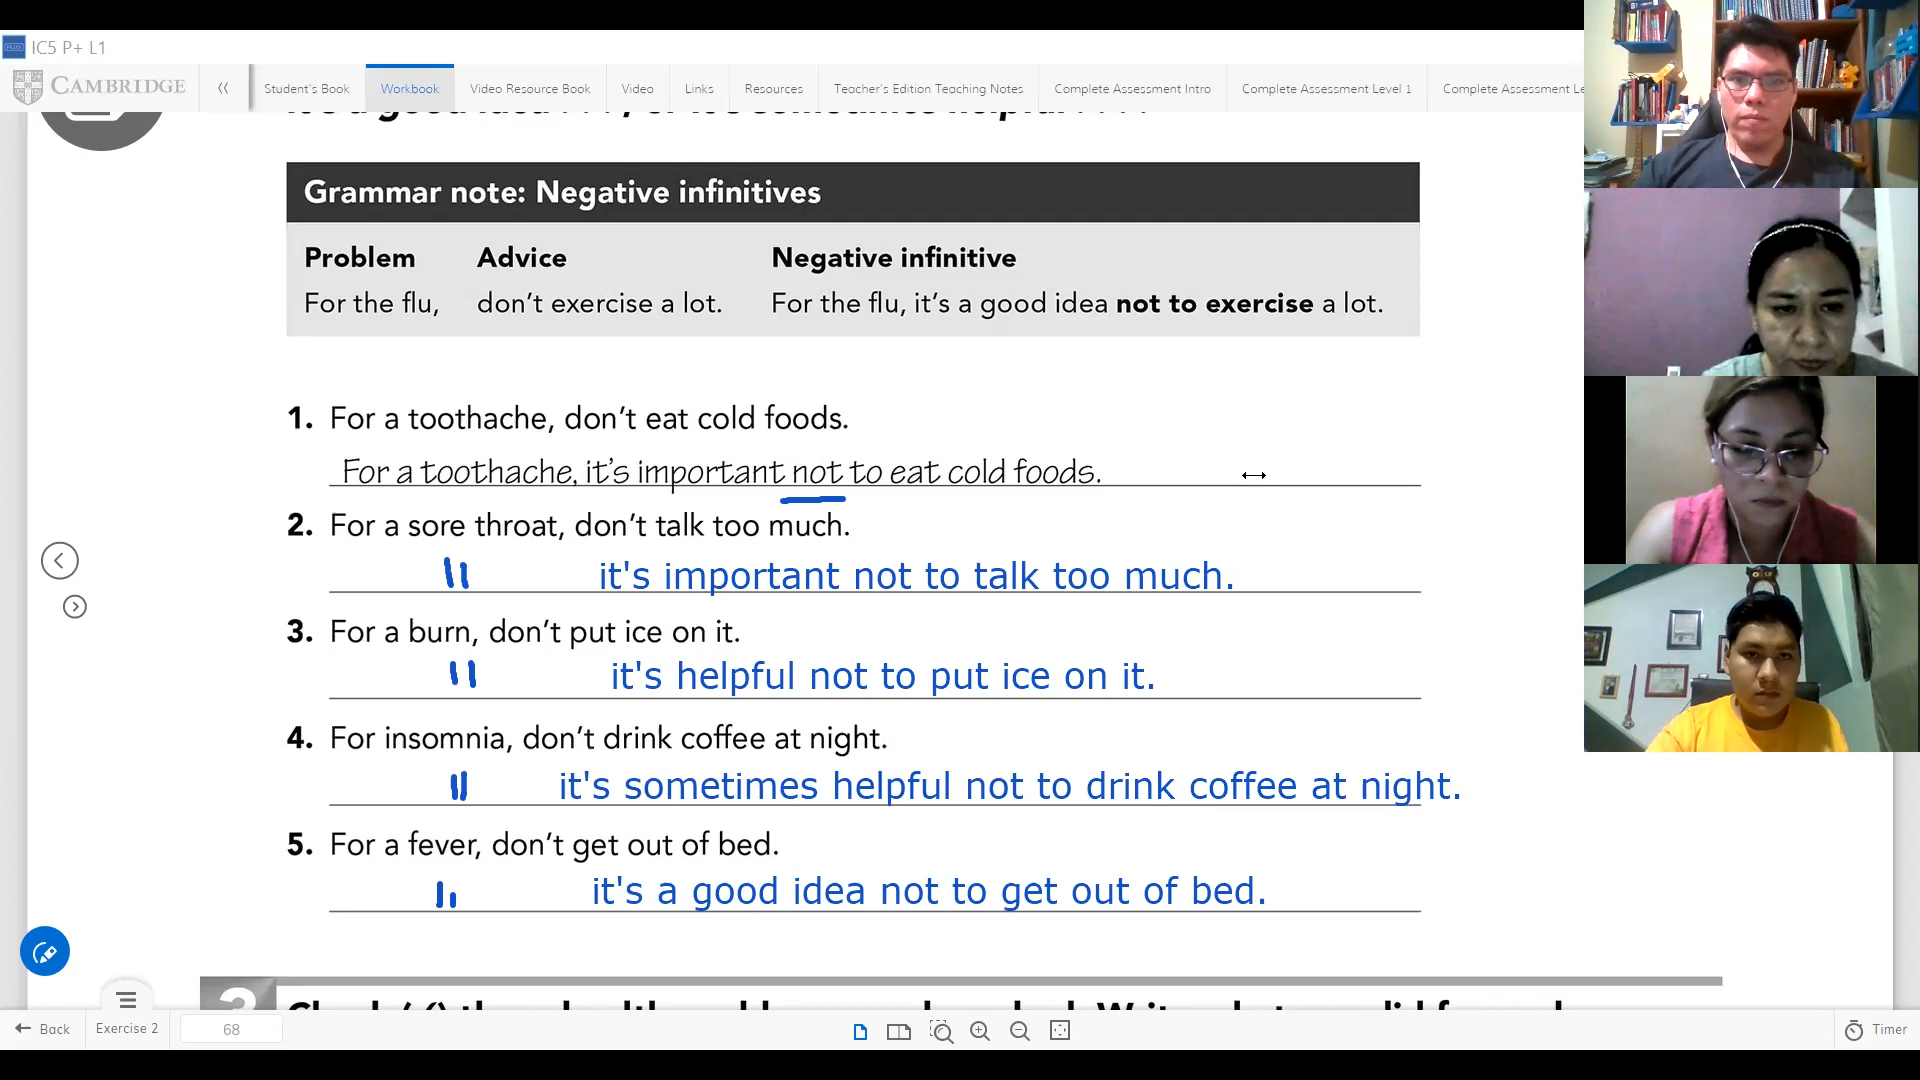 IC5 P+ L1
CAMBRIDGE
Student's Book
Workbook
Video Resource Book
Video
Links
Resources
Teacher's Edition Teaching Notes
Complete Assessment Intro
Complete Assessment Level 1
Complete Assessment Le
Grammar note: Negative infinitives
Problem Advice Negative infinitive
For the flu, don't exercise a lot. For the flu, it's a good idea not to exercise a lot.
1. For a toothache, don't eat cold foods.
For a toothache, it's important not to eat cold foods.
2. For a sore throat, don't talk too much.
" it's important not to talk too much.
3. For a burn, don't put ice on it.
" it's helpful not to put ice on it.
4. For insomnia, don't drink coffee at night.
" it's sometimes helpful not to drink coffee at night.
5. For a fever, don't get out of bed.
" it's a good idea not to get out of bed.
Back
Exercise 2
68
Timer